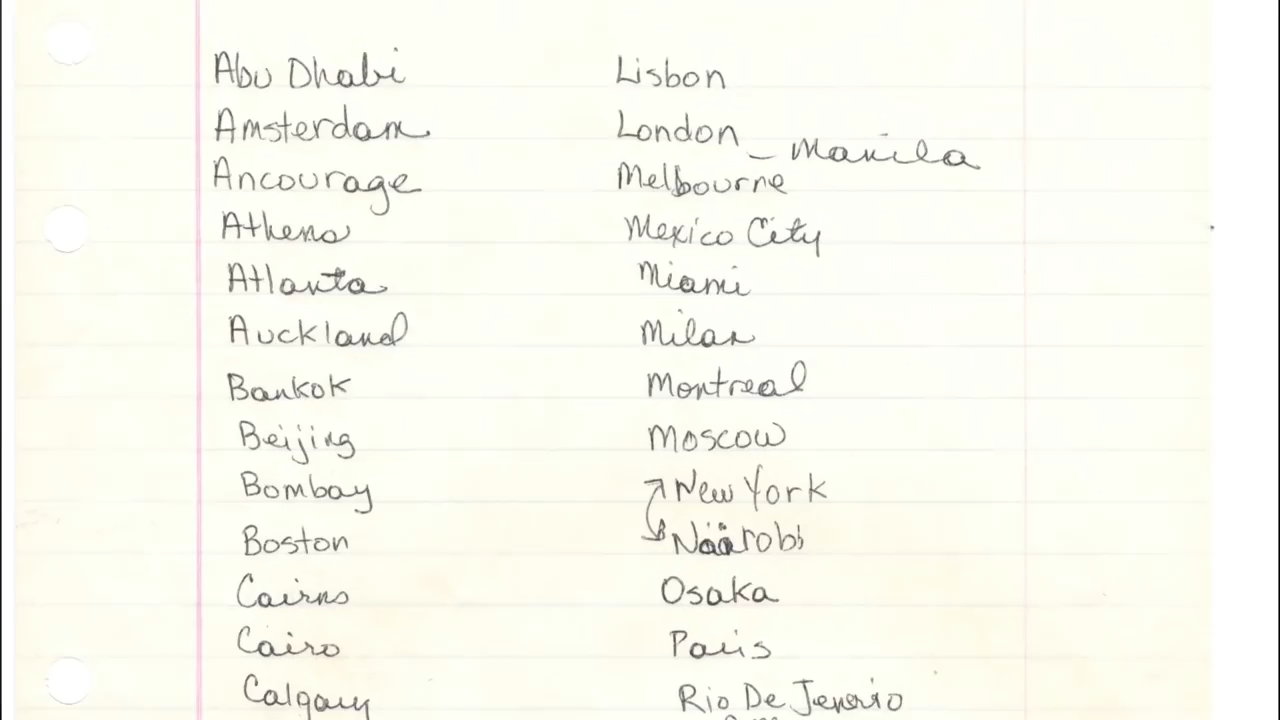 Abu Dhabi
Amsterdam
Ancourage
Athens
Atlanta
Auckland
Bankok
Beijing
Bombay
Boston
Cairns
Cairo
Calgary
Lisbon
London
Manila
Melbourne
Mexico City
Miami
Milan
Montreal
Moscow
New York
Nairobi
Osaka
Paris
Rio De Jenerio